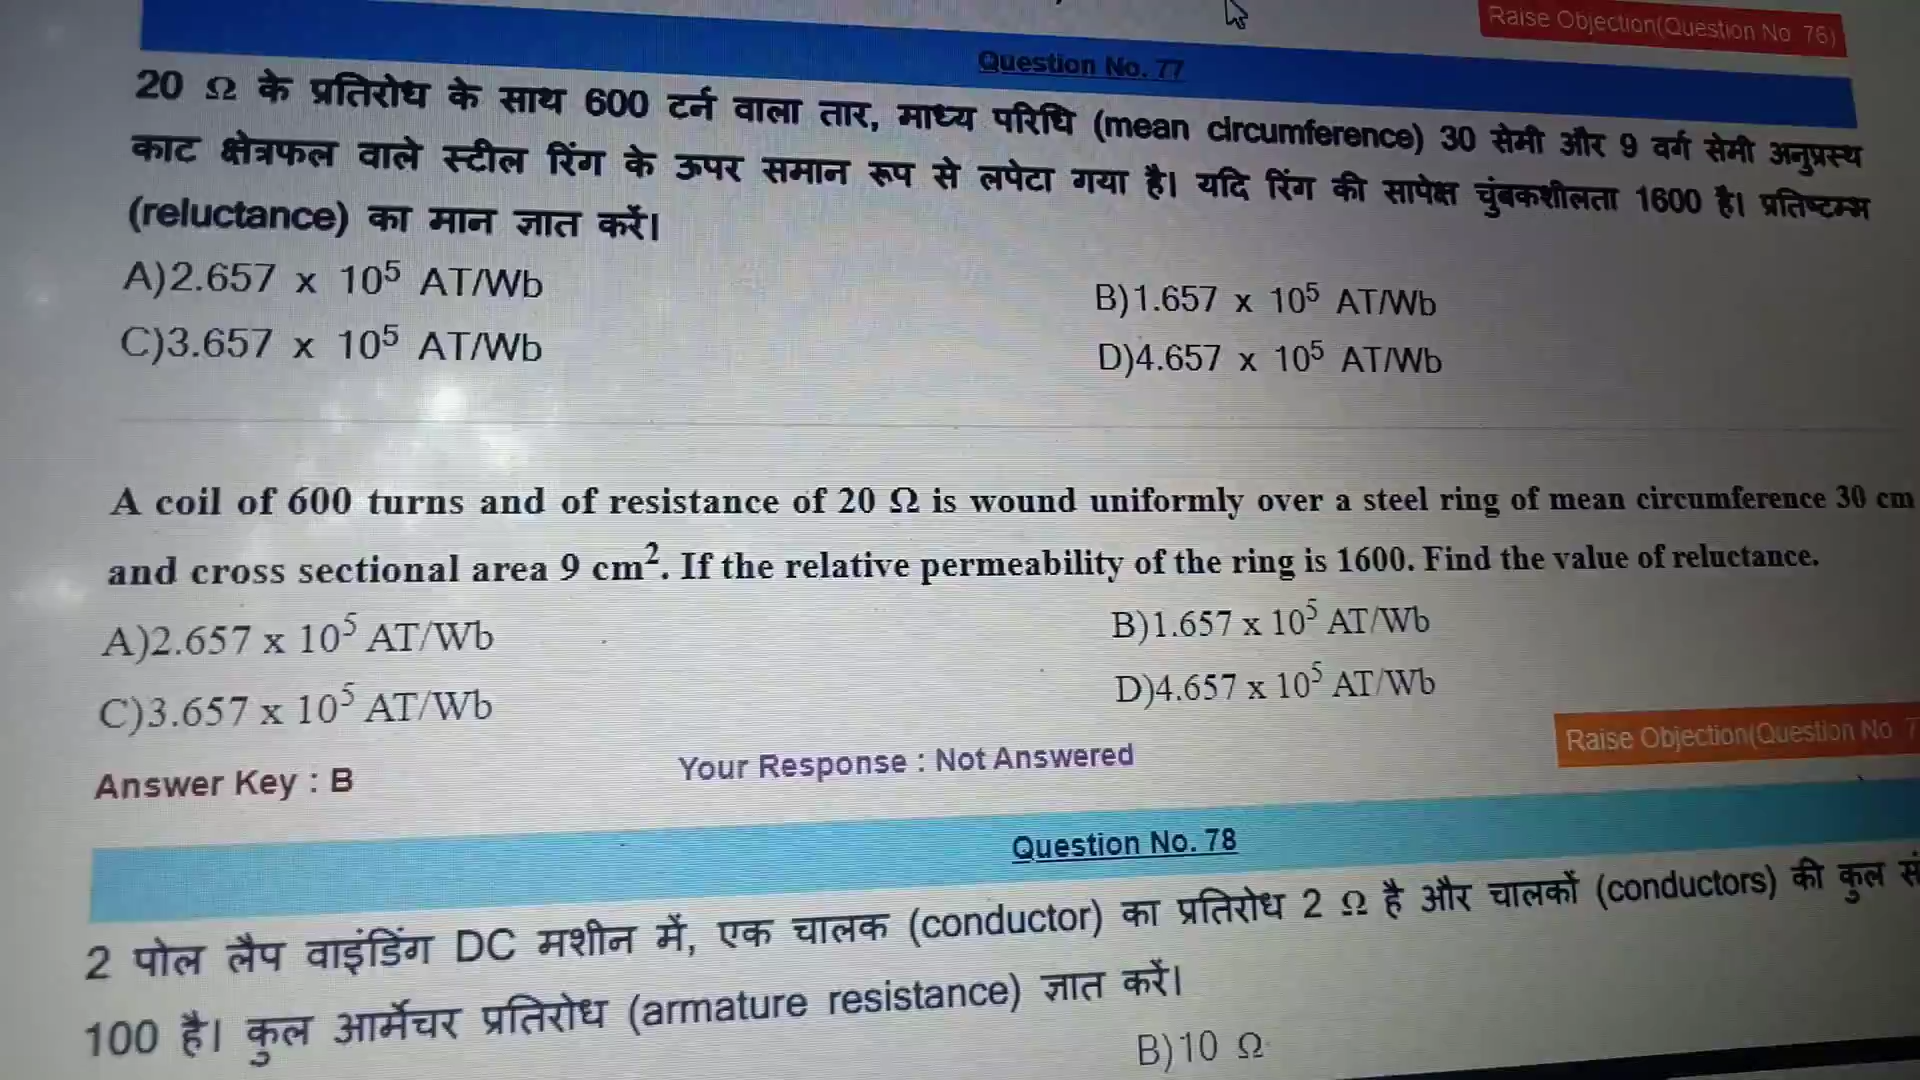 Raise Objection(Question No 76)
Question No. 77
20 Ω के प्रतिरोध के साथ 600 टर्न वाला तार, माध्य परिधि (mean circumference) 30 सेमी और 9 वर्ग सेमी अनुप्रस्थ
काट क्षेत्रफल वाले स्टील रिंग के ऊपर समान रूप से लपेटा गया है। यदि रिंग की सापेक्ष चुंबकशीलता 1600 है। प्रतिष्टम्भ
(reluctance) का मान ज्ञात करें।
A)2.657 x 10⁵ AT/Wb
B)1.657 x 10⁵ AT/Wb
C)3.657 x 10⁵ AT/Wb
D)4.657 x 10⁵ AT/Wb
A coil of 600 turns and of resistance of 20 Ω is wound uniformly over a steel ring of mean circumference 30 cm
and cross sectional area 9 cm². If the relative permeability of the ring is 1600. Find the value of reluctance.
A)2.657 x 10⁵ AT/Wb
B)1.657 x 10⁵ AT/Wb
C)3.657 x 10⁵ AT/Wb
D)4.657 x 10⁵ AT/Wb
Raise Objection(Question No 7
Answer Key : B
Your Response : Not Answered
Question No. 78
2 पोल लैप वाइंडिंग DC मशीन में, एक चालक (conductor) का प्रतिरोध 2 Ω है और चालकों (conductors) की कुल सं
100 है। कुल आर्मेचर प्रतिरोध (armature resistance) ज्ञात करें।
B)10 Ω